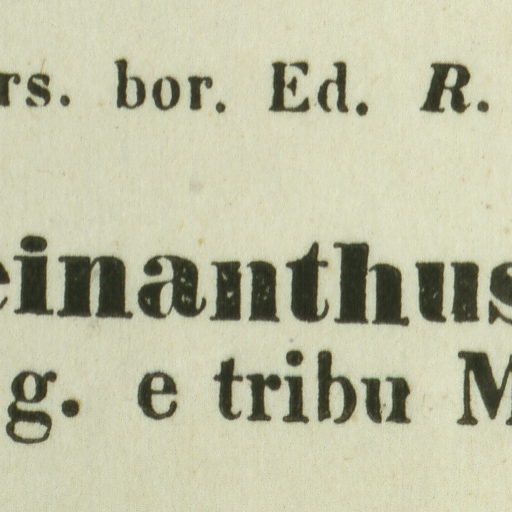 rs. bor. Ed. R.
einanthus
g. e tribu M